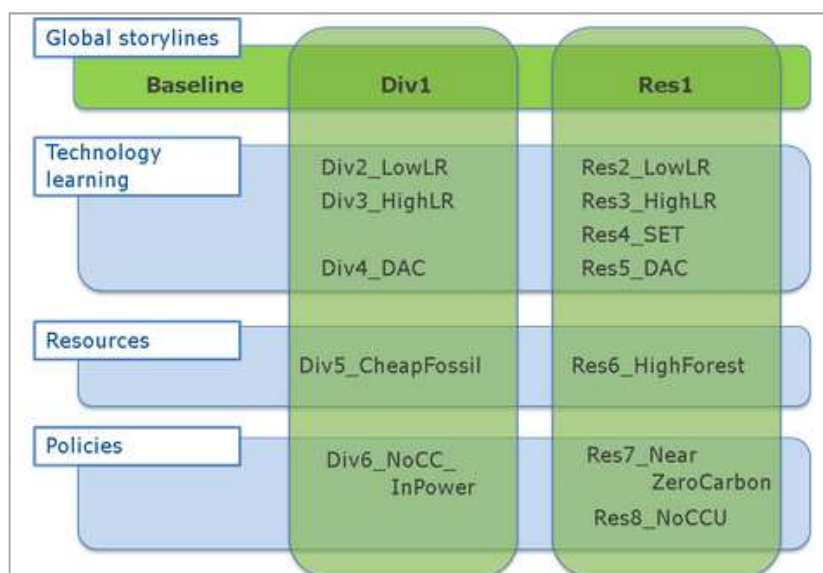 Global storylines
Baseline Div1 Res1
Technology
learning
Div2_LowLR Res2_LowLR
Div3_HighLR Res3_HighLR
Res4_SET
Div4_DAC Res5_DAC
Resources
Div5_CheapFossil Res6_HighForest
Policies
Div6_NoCC_ Res7_Near
InPower ZeroCarbon
Res8_NoCCU